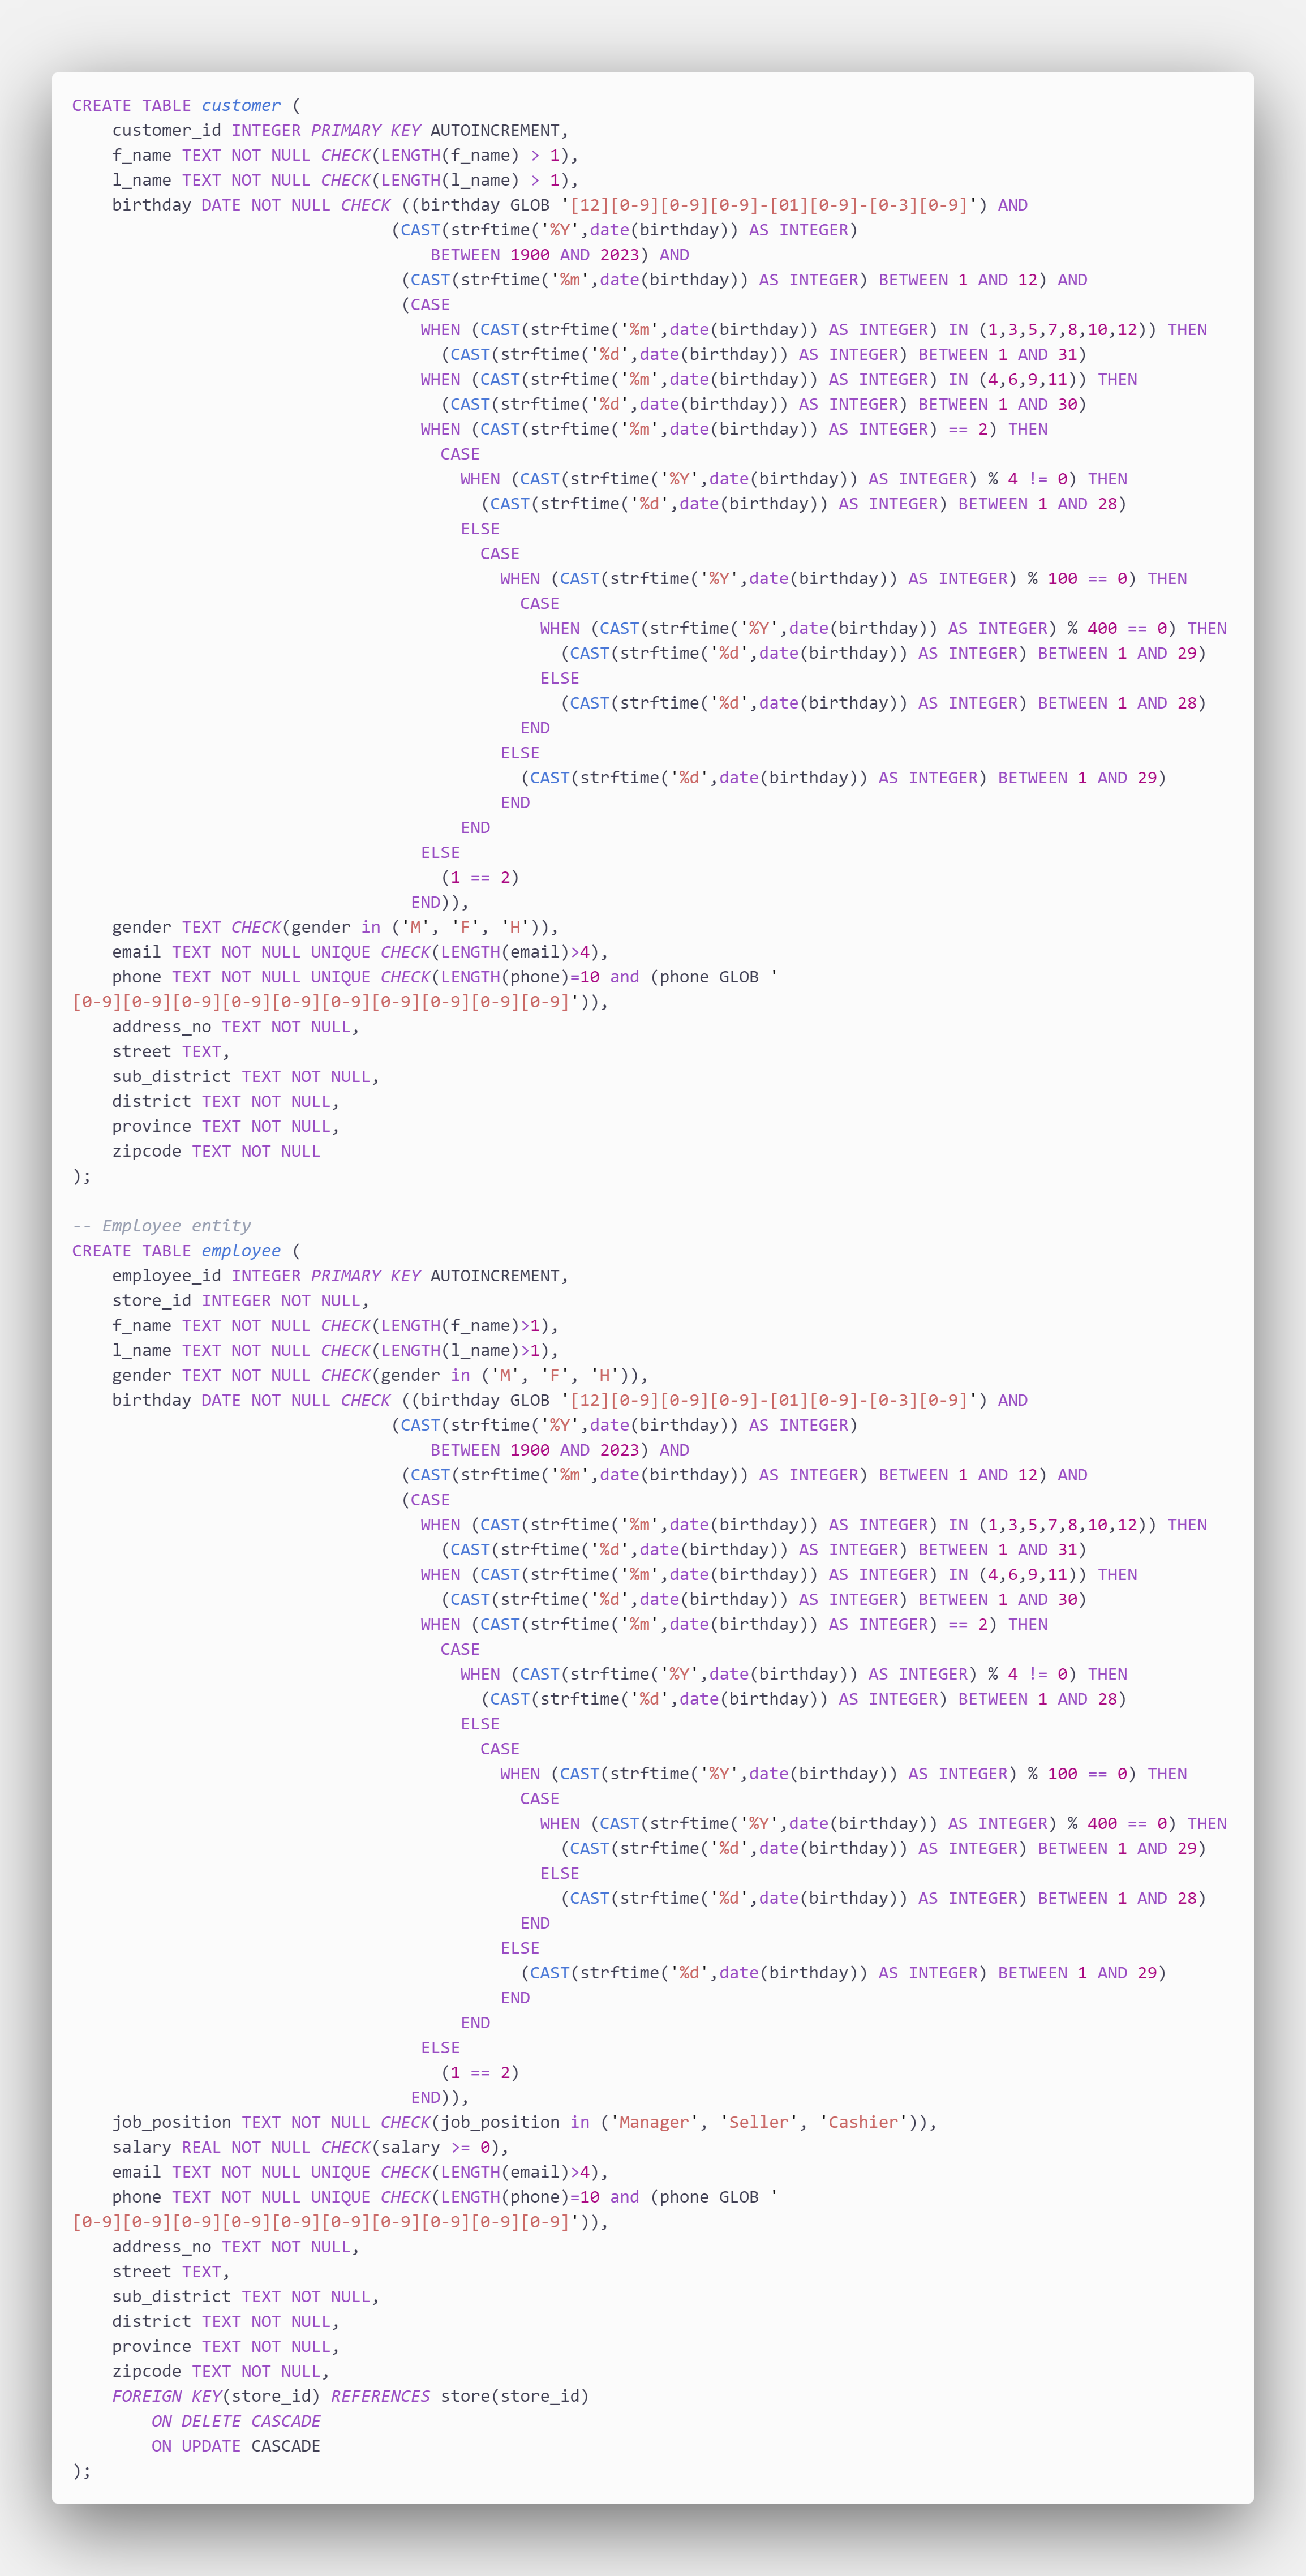 CREATE TABLE customer (
    customer_id INTEGER PRIMARY KEY AUTOINCREMENT,
    f_name TEXT NOT NULL CHECK(LENGTH(f_name) > 1),
    l_name TEXT NOT NULL CHECK(LENGTH(l_name) > 1),
    birthday DATE NOT NULL CHECK ((birthday GLOB '[12][0-9][0-9][0-9]-[01][0-9]-[0-3][0-9]') AND
                                (CAST(strftime('%Y',date(birthday)) AS INTEGER)
                                    BETWEEN 1900 AND 2023) AND
                                 (CAST(strftime('%m',date(birthday)) AS INTEGER) BETWEEN 1 AND 12) AND
                                 (CASE
                                   WHEN (CAST(strftime('%m',date(birthday)) AS INTEGER) IN (1,3,5,7,8,10,12)) THEN
                                     (CAST(strftime('%d',date(birthday)) AS INTEGER) BETWEEN 1 AND 31)
                                   WHEN (CAST(strftime('%m',date(birthday)) AS INTEGER) IN (4,6,9,11)) THEN
                                     (CAST(strftime('%d',date(birthday)) AS INTEGER) BETWEEN 1 AND 30)
                                   WHEN (CAST(strftime('%m',date(birthday)) AS INTEGER) == 2) THEN
                                     CASE
                                       WHEN (CAST(strftime('%Y',date(birthday)) AS INTEGER) % 4 != 0) THEN
                                         (CAST(strftime('%d',date(birthday)) AS INTEGER) BETWEEN 1 AND 28)
                                       ELSE
                                         CASE
                                           WHEN (CAST(strftime('%Y',date(birthday)) AS INTEGER) % 100 == 0) THEN
                                             CASE
                                               WHEN (CAST(strftime('%Y',date(birthday)) AS INTEGER) % 400 == 0) THEN
                                                 (CAST(strftime('%d',date(birthday)) AS INTEGER) BETWEEN 1 AND 29)
                                               ELSE
                                                 (CAST(strftime('%d',date(birthday)) AS INTEGER) BETWEEN 1 AND 28)
                                             END
                                           ELSE
                                             (CAST(strftime('%d',date(birthday)) AS INTEGER) BETWEEN 1 AND 29)
                                           END
                                       END
                                   ELSE
                                     (1 == 2)
                                  END)),
    gender TEXT CHECK(gender in ('M', 'F', 'H')),
    email TEXT NOT NULL UNIQUE CHECK(LENGTH(email)>4),
    phone TEXT NOT NULL UNIQUE CHECK(LENGTH(phone)=10 and (phone GLOB '
[0-9][0-9][0-9][0-9][0-9][0-9][0-9][0-9][0-9][0-9]')),
    address_no TEXT NOT NULL,
    street TEXT,
    sub_district TEXT NOT NULL,
    district TEXT NOT NULL,
    province TEXT NOT NULL,
    zipcode TEXT NOT NULL
);

-- Employee entity
CREATE TABLE employee (
    employee_id INTEGER PRIMARY KEY AUTOINCREMENT,
    store_id INTEGER NOT NULL,
    f_name TEXT NOT NULL CHECK(LENGTH(f_name)>1),
    l_name TEXT NOT NULL CHECK(LENGTH(l_name)>1),
    gender TEXT NOT NULL CHECK(gender in ('M', 'F', 'H')),
    birthday DATE NOT NULL CHECK ((birthday GLOB '[12][0-9][0-9][0-9]-[01][0-9]-[0-3][0-9]') AND
                                (CAST(strftime('%Y',date(birthday)) AS INTEGER)
                                    BETWEEN 1900 AND 2023) AND
                                 (CAST(strftime('%m',date(birthday)) AS INTEGER) BETWEEN 1 AND 12) AND
                                 (CASE
                                   WHEN (CAST(strftime('%m',date(birthday)) AS INTEGER) IN (1,3,5,7,8,10,12)) THEN
                                     (CAST(strftime('%d',date(birthday)) AS INTEGER) BETWEEN 1 AND 31)
                                   WHEN (CAST(strftime('%m',date(birthday)) AS INTEGER) IN (4,6,9,11)) THEN
                                     (CAST(strftime('%d',date(birthday)) AS INTEGER) BETWEEN 1 AND 30)
                                   WHEN (CAST(strftime('%m',date(birthday)) AS INTEGER) == 2) THEN
                                     CASE
                                       WHEN (CAST(strftime('%Y',date(birthday)) AS INTEGER) % 4 != 0) THEN
                                         (CAST(strftime('%d',date(birthday)) AS INTEGER) BETWEEN 1 AND 28)
                                       ELSE
                                         CASE
                                           WHEN (CAST(strftime('%Y',date(birthday)) AS INTEGER) % 100 == 0) THEN
                                             CASE
                                               WHEN (CAST(strftime('%Y',date(birthday)) AS INTEGER) % 400 == 0) THEN
                                                 (CAST(strftime('%d',date(birthday)) AS INTEGER) BETWEEN 1 AND 29)
                                               ELSE
                                                 (CAST(strftime('%d',date(birthday)) AS INTEGER) BETWEEN 1 AND 28)
                                             END
                                           ELSE
                                             (CAST(strftime('%d',date(birthday)) AS INTEGER) BETWEEN 1 AND 29)
                                           END
                                       END
                                   ELSE
                                     (1 == 2)
                                  END)),
    job_position TEXT NOT NULL CHECK(job_position in ('Manager', 'Seller', 'Cashier')),
    salary REAL NOT NULL CHECK(salary >= 0),
    email TEXT NOT NULL UNIQUE CHECK(LENGTH(email)>4),
    phone TEXT NOT NULL UNIQUE CHECK(LENGTH(phone)=10 and (phone GLOB '
[0-9][0-9][0-9][0-9][0-9][0-9][0-9][0-9][0-9][0-9]')),
    address_no TEXT NOT NULL,
    street TEXT,
    sub_district TEXT NOT NULL,
    district TEXT NOT NULL,
    province TEXT NOT NULL,
    zipcode TEXT NOT NULL,
    FOREIGN KEY(store_id) REFERENCES store(store_id)
        ON DELETE CASCADE
        ON UPDATE CASCADE
);